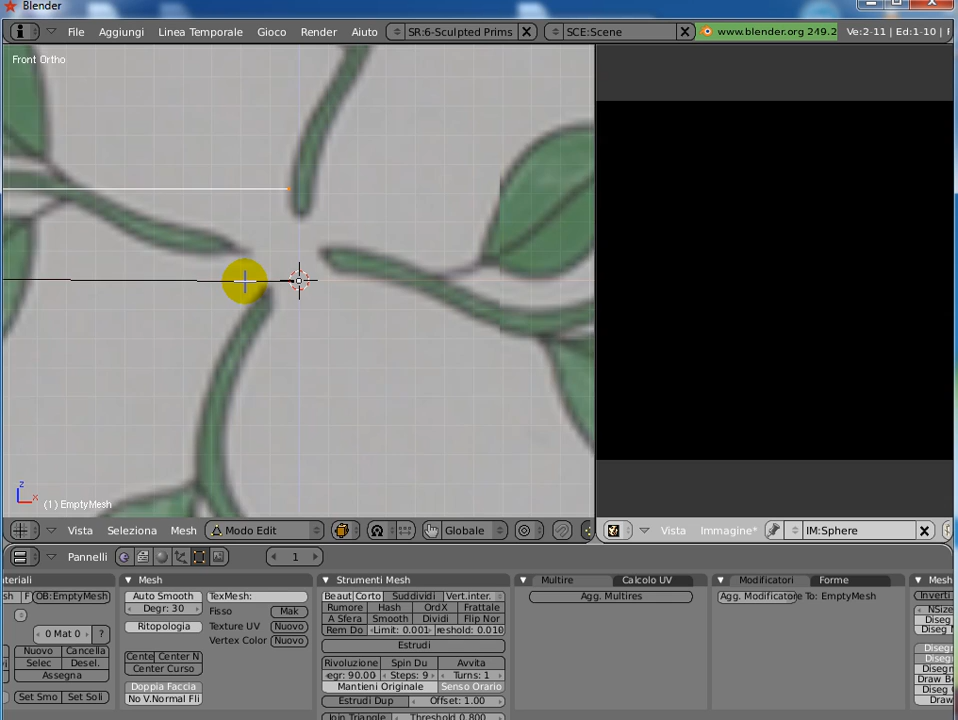 Blender
File Aggiungi Linea Temporale Gioco Render Aiuto SR:6-Sculpted Prims SCE:Scene www.blender.org 249.2 Ve:2-11 | Ed:1-10 |
Front Ortho
z
x
(1) EmptyMesh
Vista Seleziona Mesh Modo Edit Globale Vista Immagine* IM:Sphere
Pannelli 1
ateriali Mesh Strumenti Mesh Multire Calcolo UV Modificatori Forme Mesh
sh F OB:EmptyMesh Auto Smooth TexMesh: Beaut Corto Suddividi Vert.inter. Agg. Multires Agg. Modificatore To: EmptyMesh Inverti
Degr: 30 Fisso Mak Rumore Hash OrdX Frattale NSize
A Sfera Rimuo Dividi Flip Nor Diseg
0 Mat 0 ? Ritopologia Texture UV Nuovo Rem Do Limit: 0.001 reshold: 0.010 Diseg N
Vertex Color Nuovo Estrudi
Nuovo Cancella Cente Center N Disegn
Selec Desel. Center Curso Rivoluzione Spin Du Avvita Disegn
Assegna egr: 90.00 Steps: 9 Turns: 1 Diseg
Doppia Faccia Mantieni Originale Senso Orario Draw B
Set Smo Set Soli No V.Normal Fli Estrudi Dup Offset: 1.00 Draw
Join Triangle Threshold 0.800